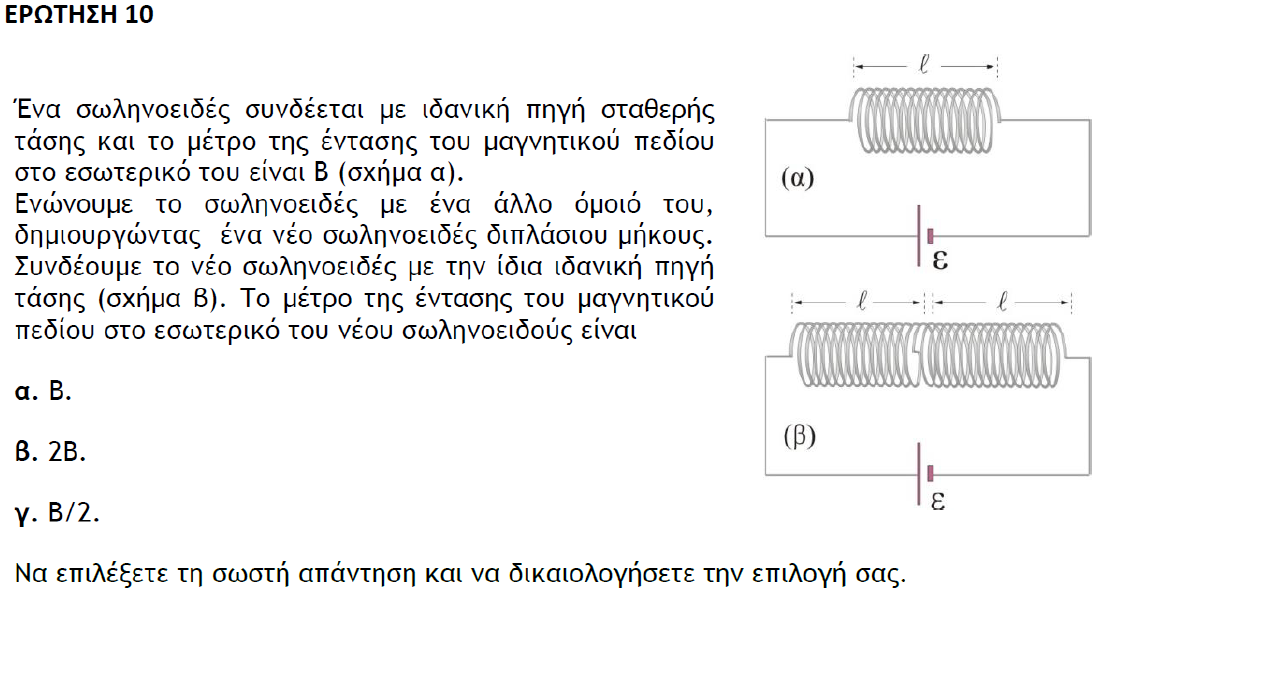 ΕΡΩΤΗΣΗ 10
ℓ
Ένα σωληνοειδές συνδέεται με ιδανική πηγή σταθερής
τάσης και το μέτρο της έντασης του μαγνητικού πεδίου
στο εσωτερικό του είναι Β (σχήμα α).
(α)
Ενώνουμε το σωληνοειδές με ένα άλλο όμοιό του,
δημιουργώντας ένα νέο σωληνοειδές διπλάσιου μήκους.
Συνδέουμε το νέο σωληνοειδές με την ίδια ιδανική πηγή
ε
τάσης (σχήμα β). Το μέτρο της έντασης του μαγνητικού
ℓ ℓ
πεδίου στο εσωτερικό του νέου σωληνοειδούς είναι
α. Β.
β. 2Β.
(β)
γ. Β/2.
ε
Να επιλέξετε τη σωστή απάντηση και να δικαιολογήσετε την επιλογή σας.